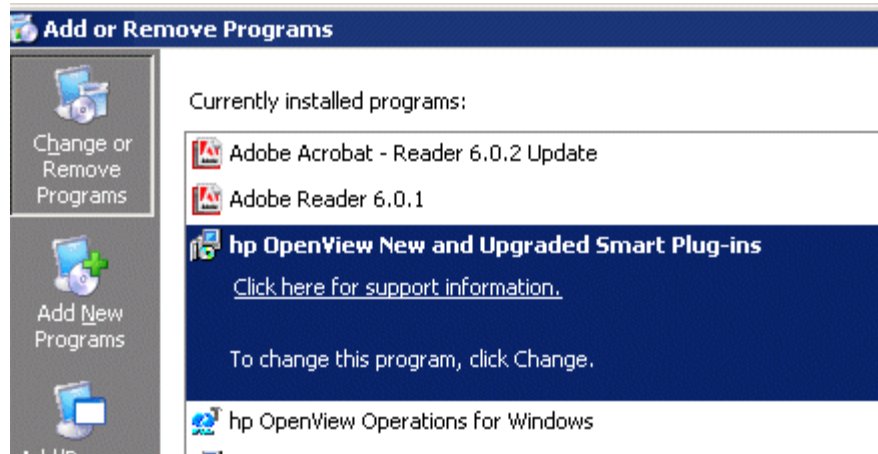 Add or Remove Programs
Change or
Remove
Programs
Add New
Programs
Currently installed programs:
Adobe Acrobat - Reader 6.0.2 Update
Adobe Reader 6.0.1
hp OpenView New and Upgraded Smart Plug-ins
Click here for support information.
To change this program, click Change.
hp OpenView Operations for Windows